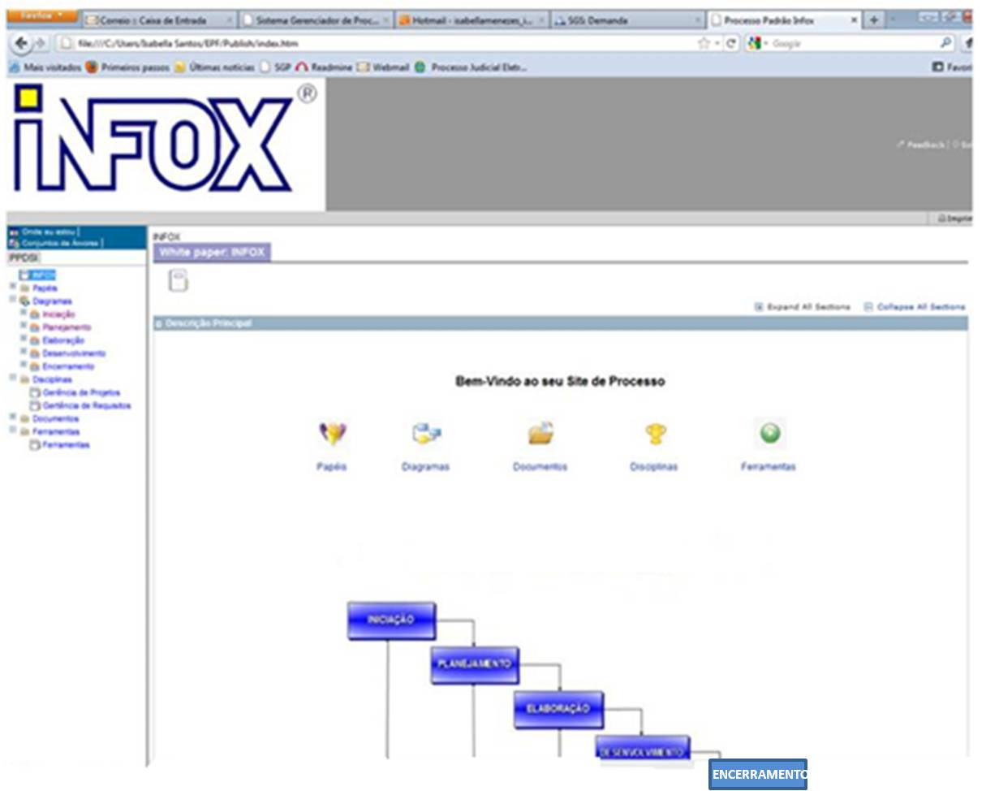 Firefox
Correio :: Caixa de Entrada
Sistema Gerenciador de Proc...
Hotmail - isabellamenezes_i...
SGS: Demanda
Processo Padrão Infox
file:///C:/Users/Isabella Santos/EPF/Publish/index.htm
Google
Mais visitados
Primeiros passos
Últimas notícias
SGP
Readmine
Webmail
Processo Judicial Eletr...
Favori
iNFOX ®
Feedback
Imprim
Onde eu estou
Conjuntos de Árvores
PPDSI
INFOX
Papéis
Diagramas
Iniciação
Planejamento
Elaboração
Desenvolvimento
Encerramento
Disciplinas
Gerência de Projetos
Gerência de Requisitos
Documentos
Ferramentas
Ferramentas
INFOX
White paper: INFOX
Expand All Sections
Collapse All Sections
Descrição Principal
Bem-Vindo ao seu Site de Processo
Papéis
Diagramas
Documentos
Disciplinas
Ferramentas
INICIAÇÃO
PLANEJAMENTO
ELABORAÇÃO
DESENVOLVIMENTO
ENCERRAMENTO